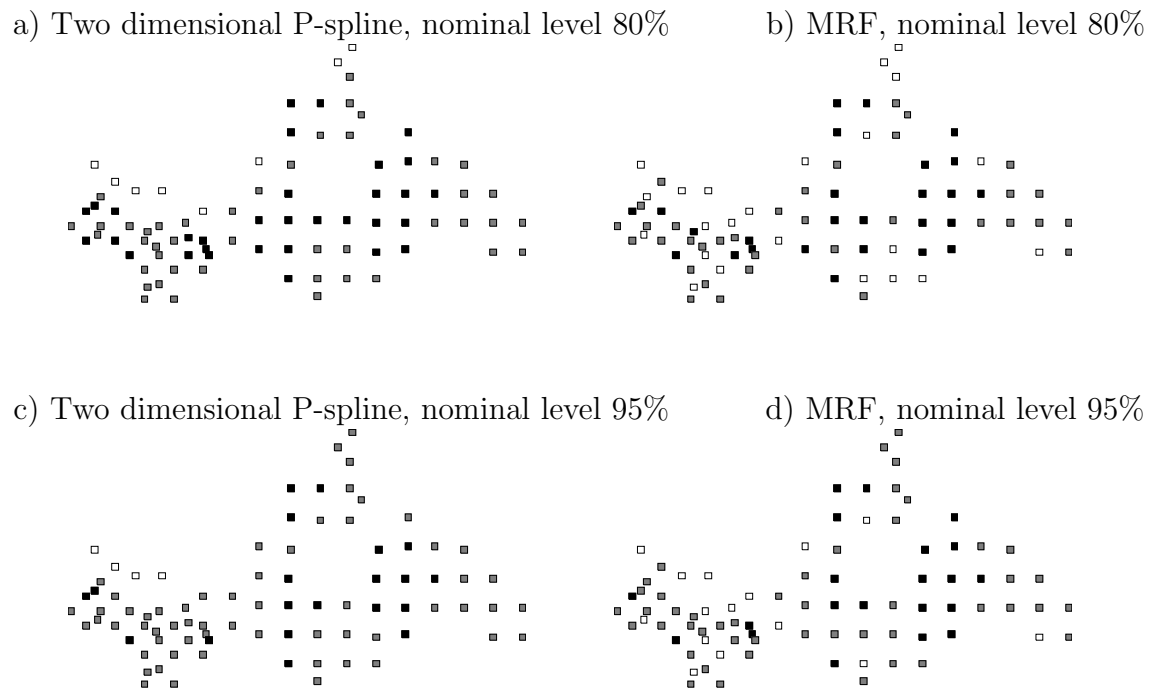 a) Two dimensional P-spline, nominal level 80%
b) MRF, nominal level 80%
c) Two dimensional P-spline, nominal level 95%
d) MRF, nominal level 95%